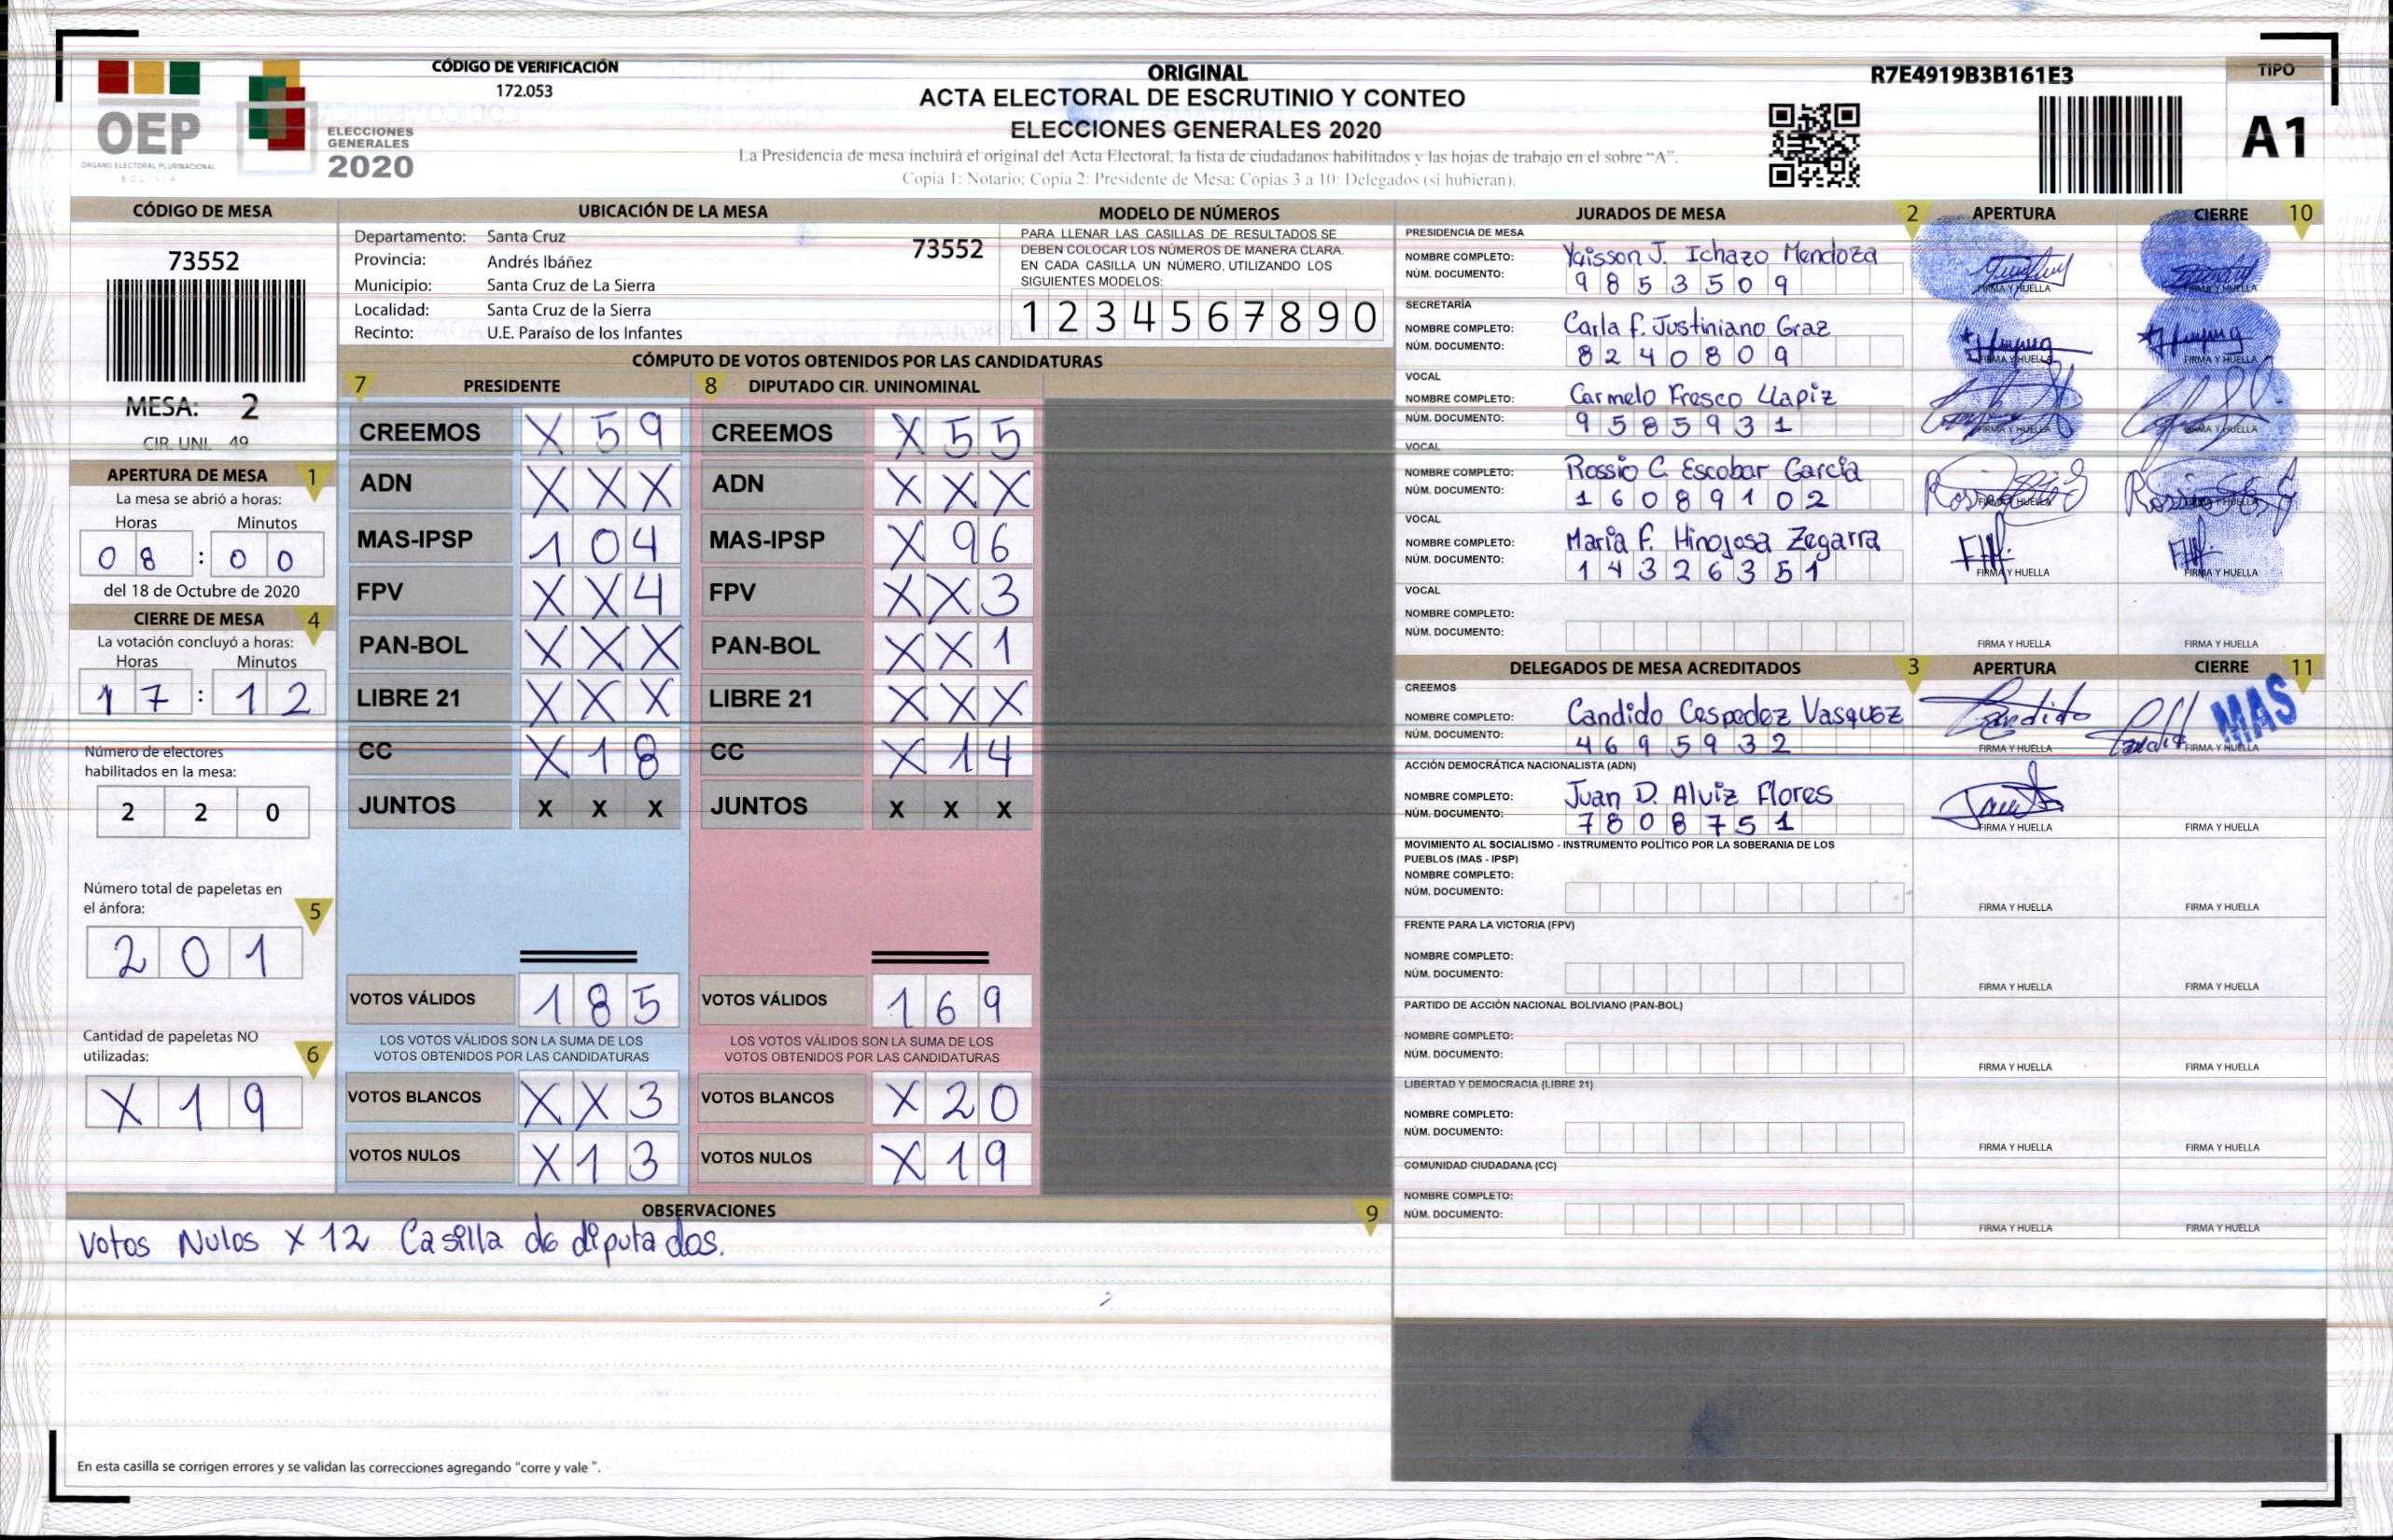 OEP
ÓRGANO ELECTORAL PLURINACIONAL
BOLIVIA
ELECCIONES
GENERALES
2020
CÓDIGO DE VERIFICACIÓN
172.053
ORIGINAL
ACTA ELECTORAL DE ESCRUTINIO Y CONTEO
ELECCIONES GENERALES 2020
La Presidencia de mesa incluirá el original del Acta Electoral, la lista de ciudadanos habilitados y las hojas de trabajo en el sobre "A".
Copia 1: Notario; Copia 2: Presidente de Mesa; Copias 3 a 10: Delegados (si hubieran).
R7E4919B3B161E3
TIPO
A1
CÓDIGO DE MESA
73552
MESA: 2
CIR. UNI. 49
APERTURA DE MESA 1
La mesa se abrió a horas:
Horas Minutos
0 8 : 0 0
del 18 de Octubre de 2020
CIERRE DE MESA 4
La votación concluyó a horas:
Horas Minutos
1 7 : 1 2
Número de electores
habilitados en la mesa:
2 2 0
Número total de papeletas en
el ánfora: 5
2 0 1
Cantidad de papeletas NO
utilizadas: 6
X 1 9
UBICACIÓN DE LA MESA
Departamento: Santa Cruz
73552
Provincia: Andrés Ibáñez
Municipio: Santa Cruz de La Sierra
Localidad: Santa Cruz de la Sierra
Recinto: U.E. Paraíso de los Infantes
MODELO DE NÚMEROS
PARA LLENAR LAS CASILLAS DE RESULTADOS SE
DEBEN COLOCAR LOS NÚMEROS DE MANERA CLARA.
EN CADA CASILLA UN NÚMERO, UTILIZANDO LOS
SIGUIENTES MODELOS:
1 2 3 4 5 6 7 8 9 0
CÓMPUTO DE VOTOS OBTENIDOS POR LAS CANDIDATURAS
7 PRESIDENTE
CREEMOS X 5 9
ADN X X X
MAS-IPSP 1 0 4
FPV X X 4
PAN-BOL X X X
LIBRE 21 X X X
CC X 1 8
JUNTOS X X X
VOTOS VÁLIDOS 1 8 5
LOS VOTOS VÁLIDOS SON LA SUMA DE LOS
VOTOS OBTENIDOS POR LAS CANDIDATURAS
VOTOS BLANCOS X X 3
VOTOS NULOS X 1 3
8 DIPUTADO CIR. UNINOMINAL
CREEMOS X 5 5
ADN X X X
MAS-IPSP X 9 6
FPV X X 3
PAN-BOL X X 1
LIBRE 21 X X X
CC X 1 4
JUNTOS X X X
VOTOS VÁLIDOS 1 6 9
LOS VOTOS VÁLIDOS SON LA SUMA DE LOS
VOTOS OBTENIDOS POR LAS CANDIDATURAS
VOTOS BLANCOS X 2 0
VOTOS NULOS X 1 9
OBSERVACIONES 9
Votos Nulos X 12 Casilla de diputados.
En esta casilla se corrigen errores y se validan las correcciones agregando "corre y vale ".
JURADOS DE MESA 2 APERTURA CIERRE 10
PRESIDENCIA DE MESA
NOMBRE COMPLETO: Yaisson J. Ichazo Mendoza
NÚM. DOCUMENTO: 9 8 5 3 5 0 9
FIRMA Y HUELLA FIRMA Y HUELLA
SECRETARÍA
NOMBRE COMPLETO: Carla F. Justiniano Graz
NÚM. DOCUMENTO: 8 2 4 0 8 0 9
FIRMA Y HUELLA FIRMA Y HUELLA
VOCAL
NOMBRE COMPLETO: Carmelo Fresco Llapiz
NÚM. DOCUMENTO: 9 5 8 5 9 3 1
FIRMA Y HUELLA FIRMA Y HUELLA
VOCAL
NOMBRE COMPLETO: Rossio C. Escobar García
NÚM. DOCUMENTO: 1 6 0 8 9 1 0 2
FIRMA Y HUELLA FIRMA Y HUELLA
VOCAL
NOMBRE COMPLETO: Maria F. Hinojosa Zegarra
NÚM. DOCUMENTO: 1 4 3 2 6 3 5 1
FIRMA Y HUELLA FIRMA Y HUELLA
VOCAL
NOMBRE COMPLETO:
NÚM. DOCUMENTO:
FIRMA Y HUELLA FIRMA Y HUELLA
DELEGADOS DE MESA ACREDITADOS 3 APERTURA CIERRE 11
CREEMOS
NOMBRE COMPLETO: Candido Cespedez Vasquez
NÚM. DOCUMENTO: 4 6 9 5 9 3 2
FIRMA Y HUELLA FIRMA Y HUELLA
MAS
ACCIÓN DEMOCRÁTICA NACIONALISTA (ADN)
NOMBRE COMPLETO: Juan D. Alviz Flores
NÚM. DOCUMENTO: 7 8 0 8 7 5 1
FIRMA Y HUELLA FIRMA Y HUELLA
MOVIMIENTO AL SOCIALISMO - INSTRUMENTO POLÍTICO POR LA SOBERANIA DE LOS
PUEBLOS (MAS - IPSP)
NOMBRE COMPLETO:
NÚM. DOCUMENTO:
FIRMA Y HUELLA FIRMA Y HUELLA
FRENTE PARA LA VICTORIA (FPV)
NOMBRE COMPLETO:
NÚM. DOCUMENTO:
FIRMA Y HUELLA FIRMA Y HUELLA
PARTIDO DE ACCIÓN NACIONAL BOLIVIANO (PAN-BOL)
NOMBRE COMPLETO:
NÚM. DOCUMENTO:
FIRMA Y HUELLA FIRMA Y HUELLA
LIBERTAD Y DEMOCRACIA (LIBRE 21)
NOMBRE COMPLETO:
NÚM. DOCUMENTO:
FIRMA Y HUELLA FIRMA Y HUELLA
COMUNIDAD CIUDADANA (CC)
NOMBRE COMPLETO:
NÚM. DOCUMENTO:
FIRMA Y HUELLA FIRMA Y HUELLA